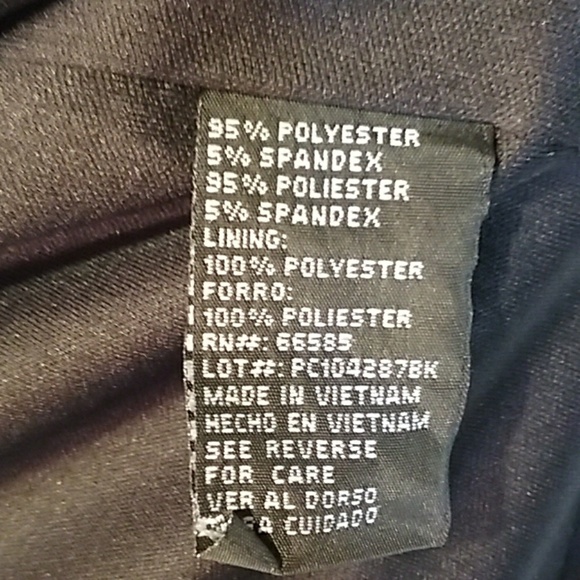 95% POLYESTER
5% SPANDEX
95% POLIESTER
5% SPANDEX
LINING:
100% POLYESTER
FORRO:
100% POLIESTER
RN#: 66585
LOT#: PC104287BK
MADE IN VIETNAM
HECHO EN VIETNAM
SEE REVERSE
FOR CARE
VER AL DORSO
CUIDADO